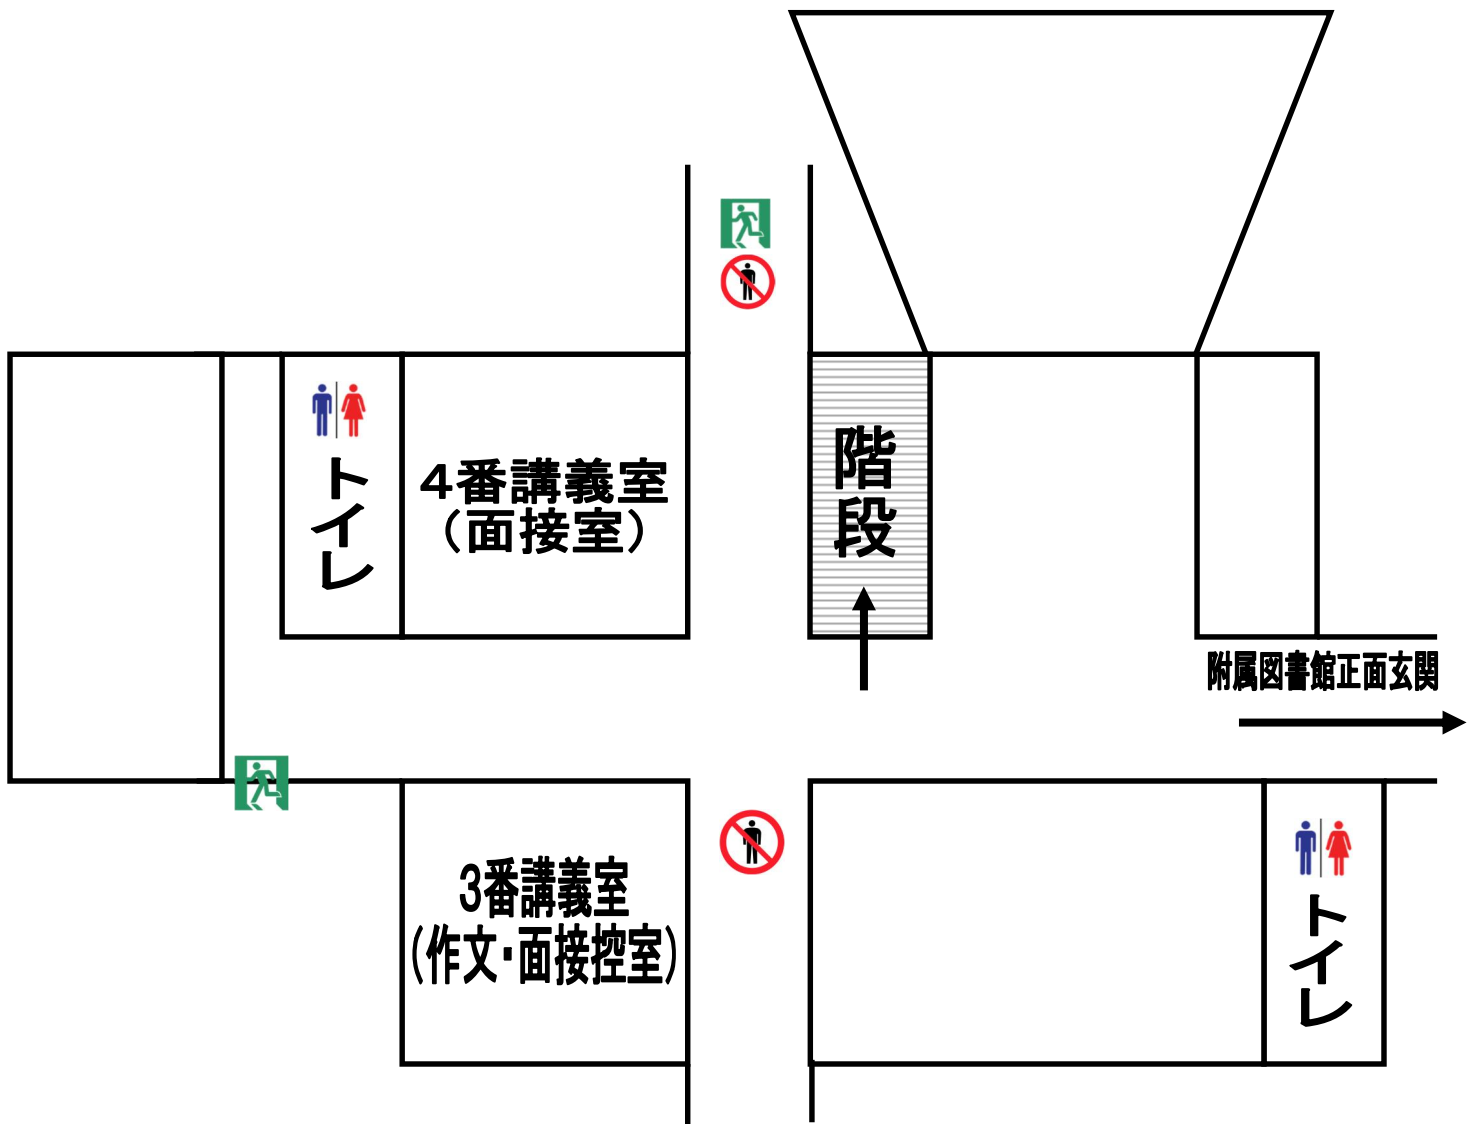 トイレ
４番講義室
（面接室）
階段
附属図書館正面玄関
３番講義室
（作文・面接控室）
トイレ